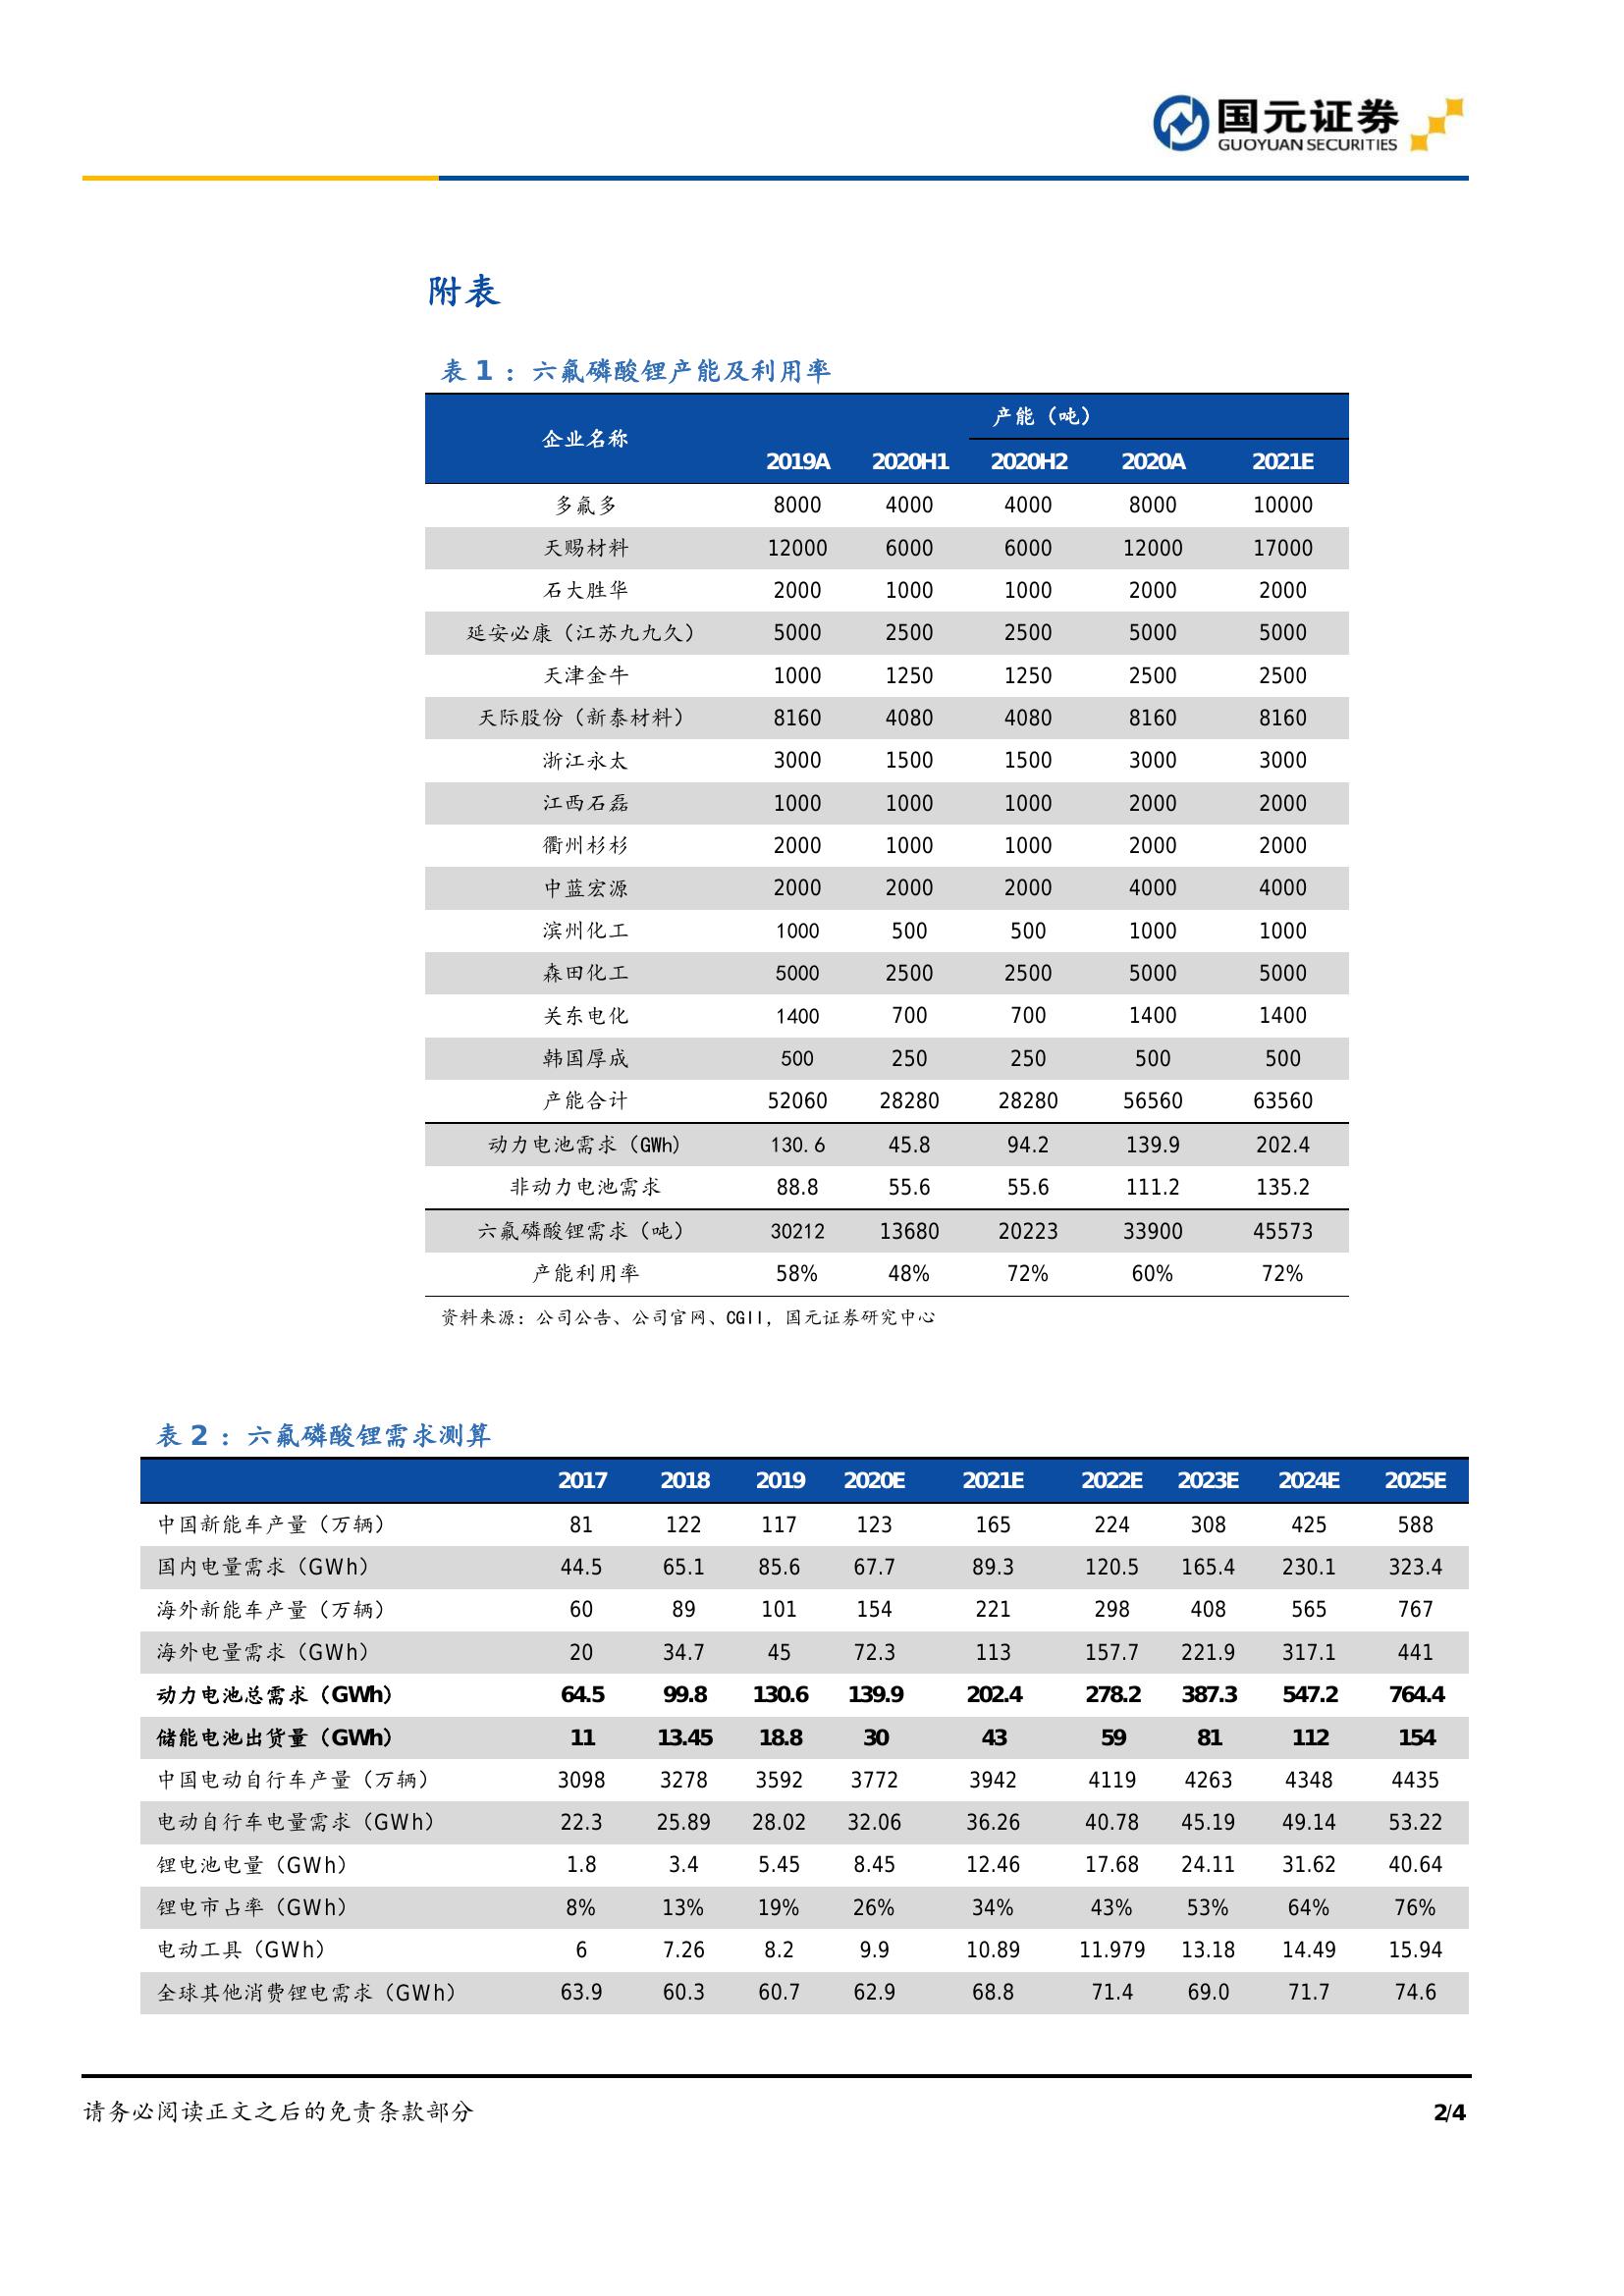 国元证券
GUOYUAN SECURITIES
附表
表 1 ：六氟磷酸锂产能及利用率
企业名称 产能（吨）
2019A 2020H1 2020H2 2020A 2021E
多氟多 8000 4000 4000 8000 10000
天赐材料 12000 6000 6000 12000 17000
石大胜华 2000 1000 1000 2000 2000
延安必康（江苏九九久） 5000 2500 2500 5000 5000
天津金牛 1000 1250 1250 2500 2500
天际股份（新泰材料） 8160 4080 4080 8160 8160
浙江永太 3000 1500 1500 3000 3000
江西石磊 1000 1000 1000 2000 2000
衢州杉杉 2000 1000 1000 2000 2000
中蓝宏源 2000 2000 2000 4000 4000
滨州化工 1000 500 500 1000 1000
森田化工 5000 2500 2500 5000 5000
关东电化 1400 700 700 1400 1400
韩国厚成 500 250 250 500 500
产能合计 52060 28280 28280 56560 63560
动力电池需求（GWh） 130.6 45.8 94.2 139.9 202.4
非动力电池需求 88.8 55.6 55.6 111.2 135.2
六氟磷酸锂需求（吨） 30212 13680 20223 33900 45573
产能利用率 58% 48% 72% 60% 72%
资料来源：公司公告、公司官网、CGII，国元证券研究中心
表 2 ：六氟磷酸锂需求测算
2017 2018 2019 2020E 2021E 2022E 2023E 2024E 2025E
中国新能车产量（万辆） 81 122 117 123 165 224 308 425 588
国内电量需求（GWh） 44.5 65.1 85.6 67.7 89.3 120.5 165.4 230.1 323.4
海外新能车产量（万辆） 60 89 101 154 221 298 408 565 767
海外电量需求（GWh） 20 34.7 45 72.3 113 157.7 221.9 317.1 441
动力电池总需求（GWh） 64.5 99.8 130.6 139.9 202.4 278.2 387.3 547.2 764.4
储能电池出货量（GWh） 11 13.45 18.8 30 43 59 81 112 154
中国电动自行车产量（万辆） 3098 3278 3592 3772 3942 4119 4263 4348 4435
电动自行车电量需求（GWh） 22.3 25.89 28.02 32.06 36.26 40.78 45.19 49.14 53.22
锂电池电量（GWh） 1.8 3.4 5.45 8.45 12.46 17.68 24.11 31.62 40.64
锂电市占率（GWh） 8% 13% 19% 26% 34% 43% 53% 64% 76%
电动工具（GWh） 6 7.26 8.2 9.9 10.89 11.979 13.18 14.49 15.94
全球其他消费锂电需求（GWh） 63.9 60.3 60.7 62.9 68.8 71.4 69.0 71.7 74.6
请务必阅读正文之后的免责条款部分 2/4